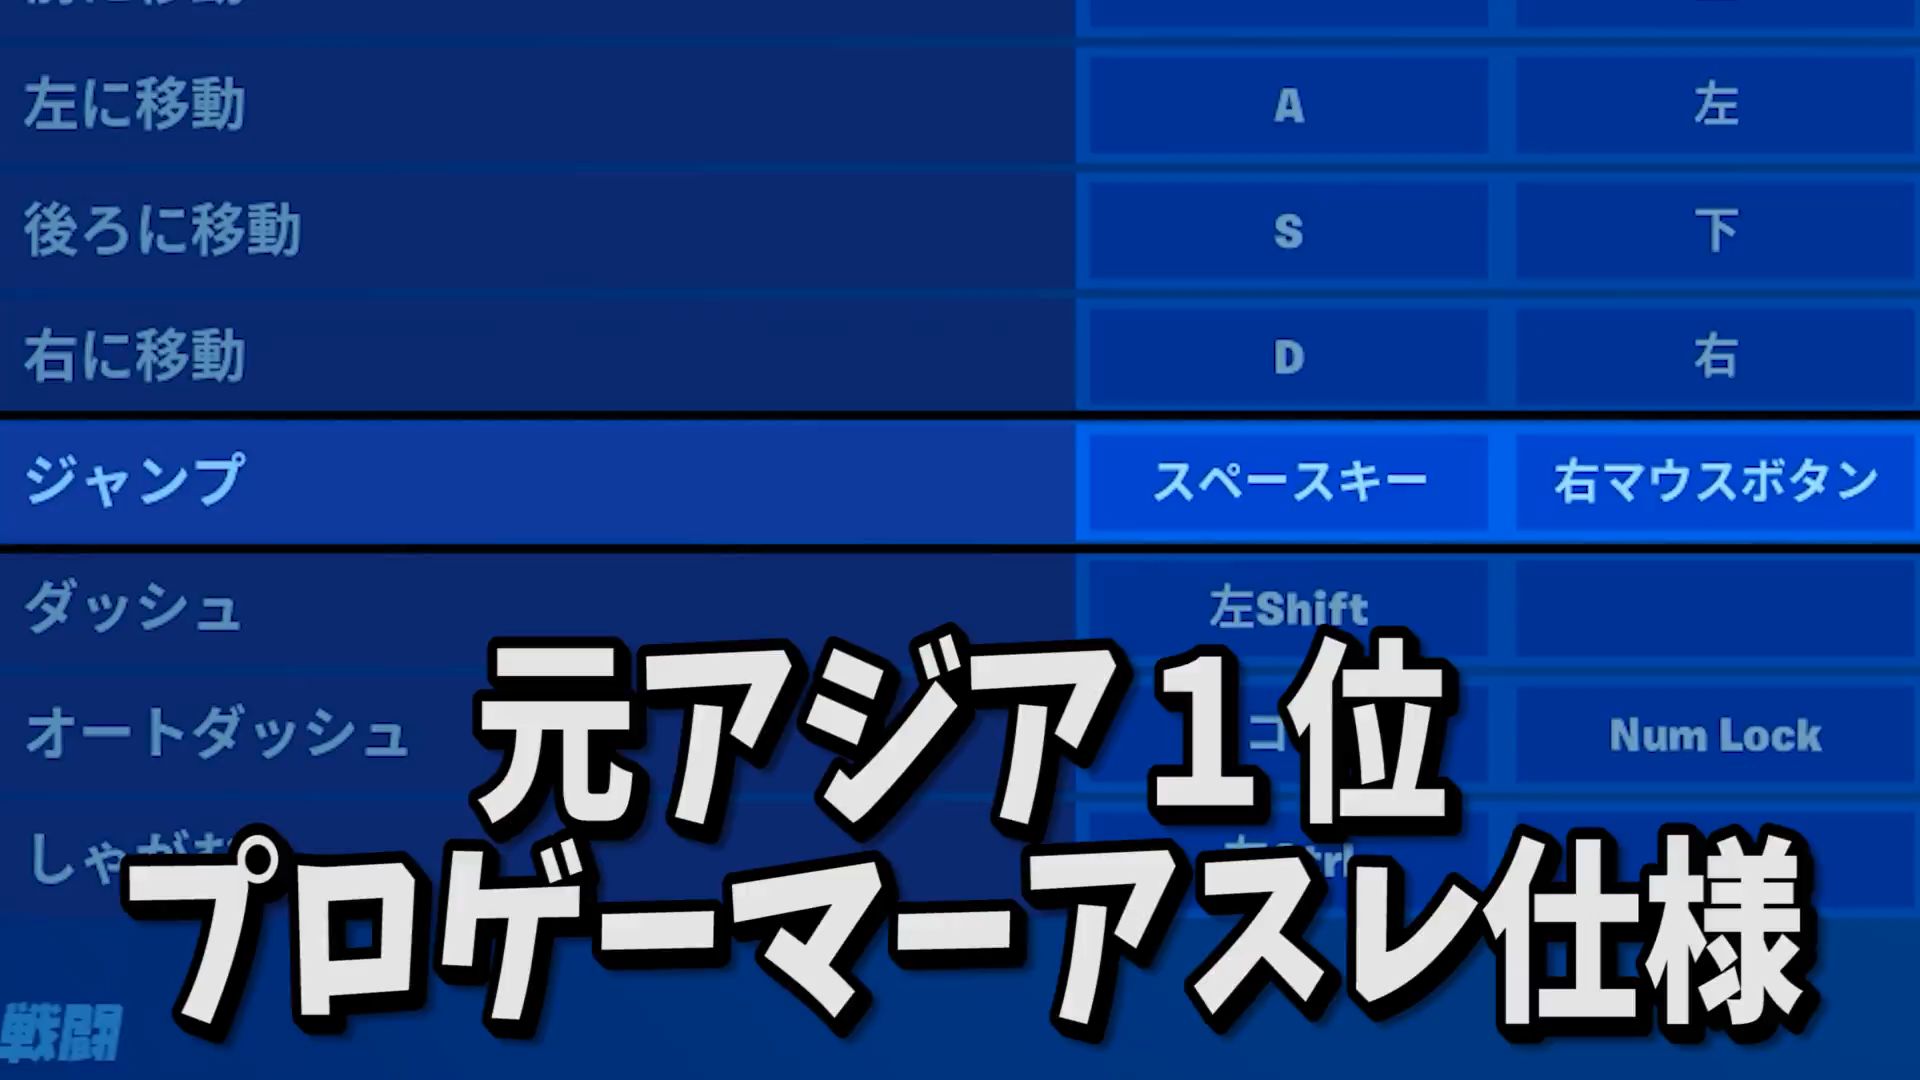 左に移動 A 左
後ろに移動 S 下
右に移動 D 右
ジャンプ スペースキー 右マウスボタン
ダッシュ 左Shift
オートダッシュ Num Lock
元アジア1位
プロゲーマーアスレ仕様
戦闘